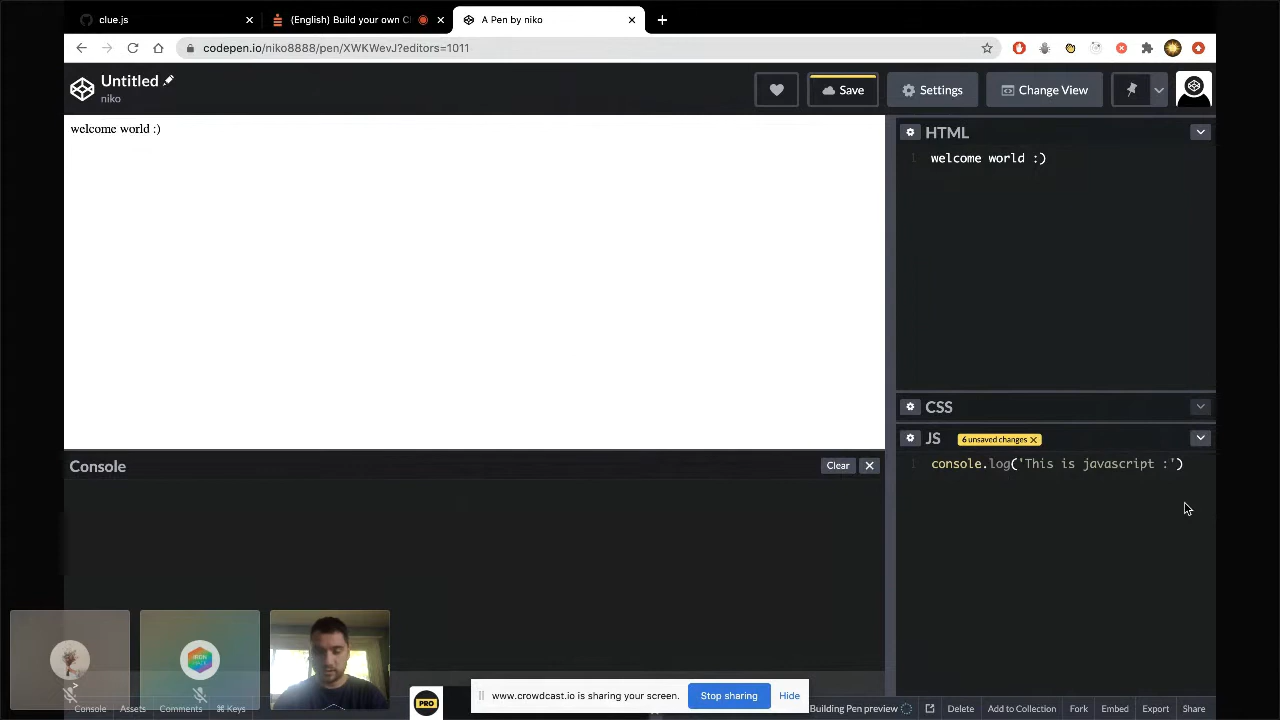 clue.js
(English) Build your own Cl
A Pen by niko
codepen.io/niko8888/pen/XWKWevJ?editors=1011
Untitled
niko
Save
Settings
Change View
welcome world :)
HTML
1 welcome world :)
CSS
JS 6 unsaved changes
1 console.log('This is javascript :')
Console
Clear
IRON HACK
PRO
www.crowdcast.io is sharing your screen.
Stop sharing
Hide
Console
Assets
Comments
⌘ Keys
Building Pen preview
Delete
Add to Collection
Fork
Embed
Export
Share